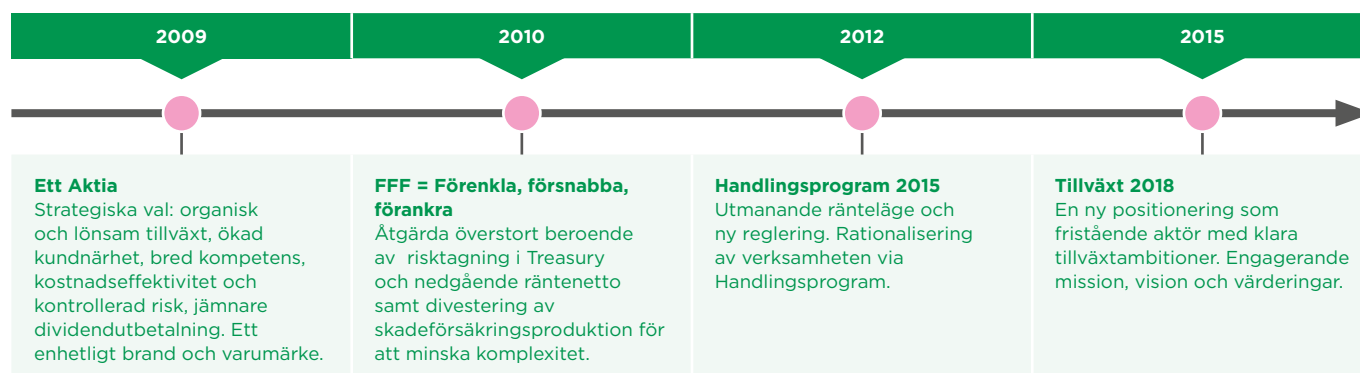 2009
2010
2012
2015
Ett Aktia
Strategiska val: organisk
och lönsam tillväxt, ökad
kundnärhet, bred kompetens,
kostnadseffektivitet och
kontrollerad risk, jämnare
dividendutbetalning. Ett
enhetligt brand och varumärke.
FFF = Förenkla, försnabba,
förankra
Åtgärda överstort beroende
av risktagning i Treasury
och nedgående räntenetto
samt divestering av
skadeförsäkringsproduktion för
att minska komplexitet.
Handlingsprogram 2015
Utmanande ränteläge och
ny reglering. Rationalisering
av verksamheten via
Handlingsprogram.
Tillväxt 2018
En ny positionering som
fristående aktör med klara
tillväxtambitioner. Engagerande
mission, vision och värderingar.